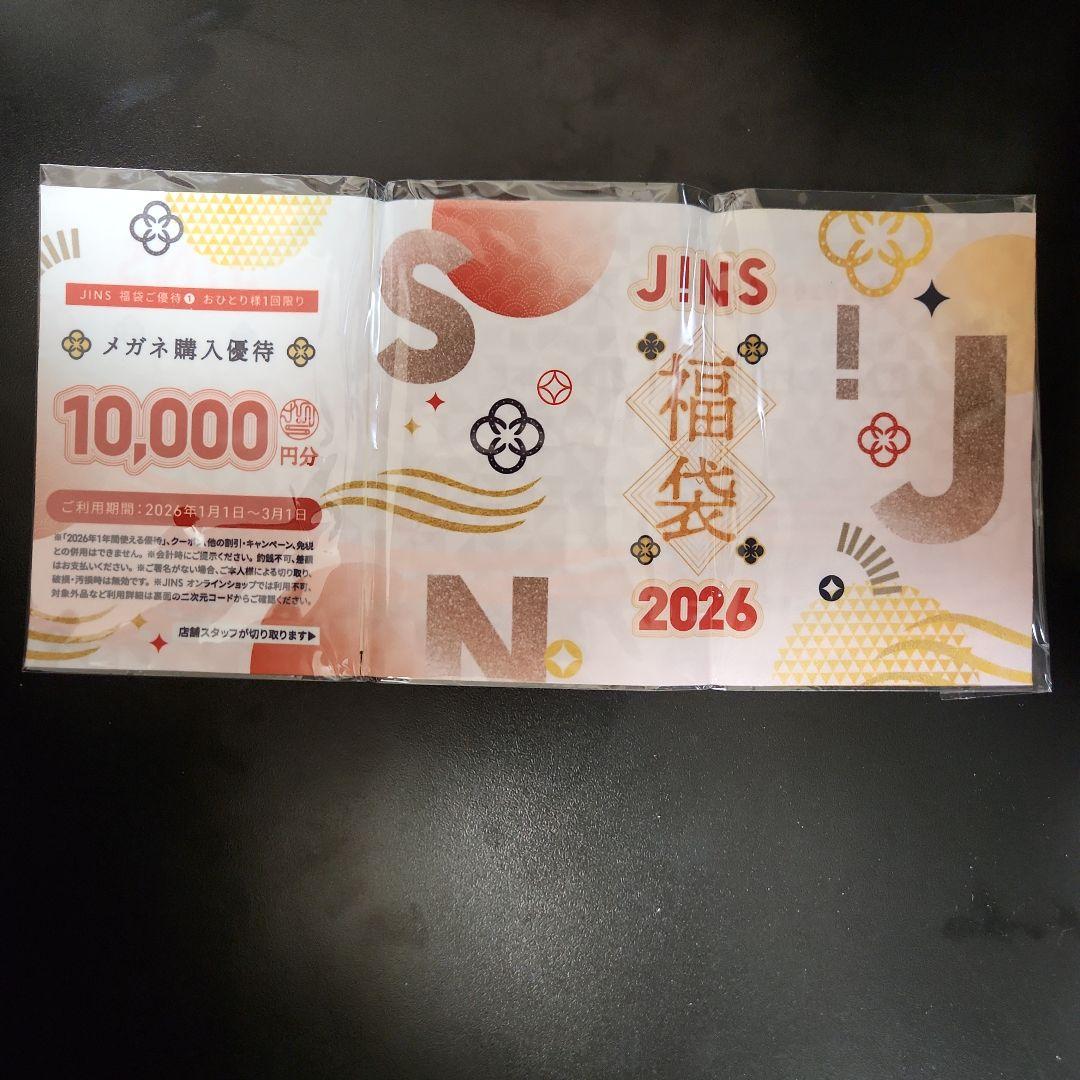 JINS 福袋ご優待❶ おひとり様1回限り
メガネ購入優待
10,000
円分
ご利用期間:2026年1月1日～3月1日
※「2026年1年間使える優待」、クーポン、他の割引・キャンペーン、免税
との併用はできません。※会計時にご提示ください。釣銭不可、差額
はお支払いください。※ご署名がない場合、ご本人様による切り取り、
破損・汚損時は無効です。※JINS オンラインショップでは利用不可。
対象外品など利用詳細は裏面の二次元コードからご確認ください。
店舗スタッフが切り取ります▶
S
N
J!NS
福
袋
2026
!
J